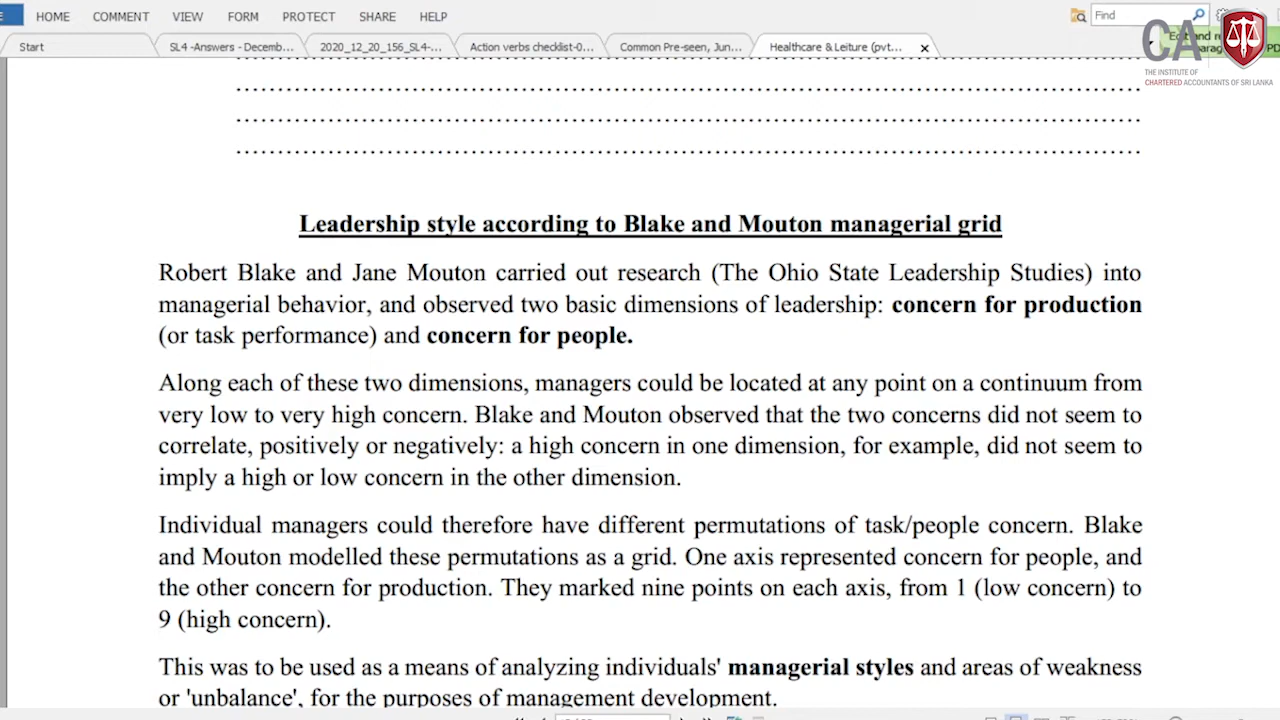 HOME COMMENT VIEW FORM PROTECT SHARE HELP
Find
Start SL4 -Answers - Decemb... 2020_12_20_156_SL4-... Action verbs checklist-0... Common Pre-seen, Jun... Healthcare & Leiture (pvt...
CA
THE INSTITUTE OF
CHARTERED ACCOUNTANTS OF SRI LANKA
Leadership style according to Blake and Mouton managerial grid
Robert Blake and Jane Mouton carried out research (The Ohio State Leadership Studies) into
managerial behavior, and observed two basic dimensions of leadership: concern for production
(or task performance) and concern for people.
Along each of these two dimensions, managers could be located at any point on a continuum from
very low to very high concern. Blake and Mouton observed that the two concerns did not seem to
correlate, positively or negatively: a high concern in one dimension, for example, did not seem to
imply a high or low concern in the other dimension.
Individual managers could therefore have different permutations of task/people concern. Blake
and Mouton modelled these permutations as a grid. One axis represented concern for people, and
the other concern for production. They marked nine points on each axis, from 1 (low concern) to
9 (high concern).
This was to be used as a means of analyzing individuals' managerial styles and areas of weakness
or 'unbalance', for the purposes of management development.